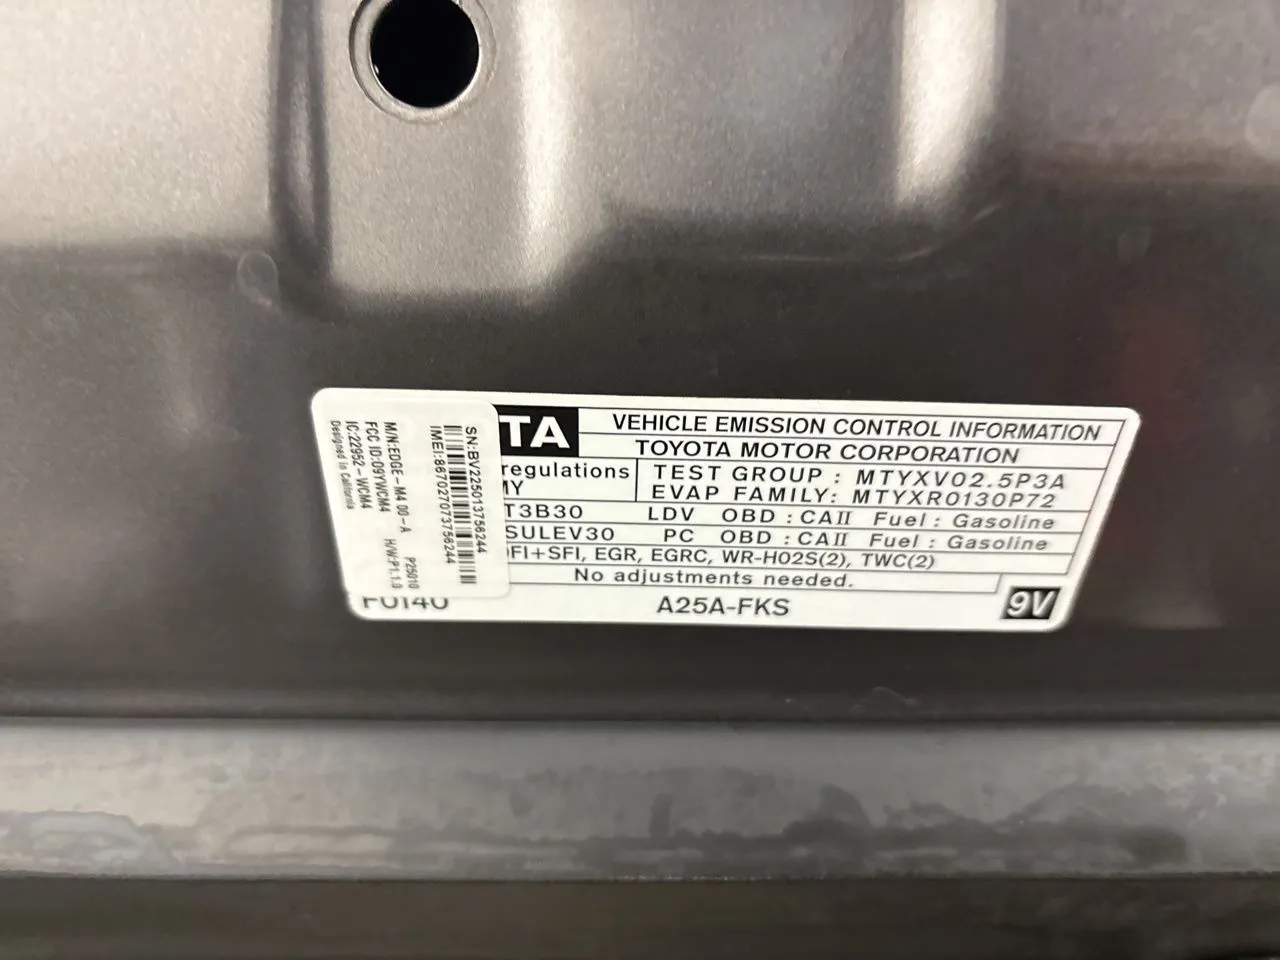 TA
VEHICLE EMISSION CONTROL INFORMATION
TOYOTA MOTOR CORPORATION
regulations
TEST GROUP : MTYXV02.5P3A
MY
EVAP FAMILY: MTYXR0130P72
T3B30 LDV OBD : CAII Fuel : Gasoline
SULEV30 PC OBD : CAII Fuel : Gasoline
DFI+SFI, EGR, EGRC, WR-HO2S(2), TWC(2)
No adjustments needed.
A25A-FKS
9V
SN:BV225013756244
IMEI:867027073756244
M/N:EDGE-M4 00-A P25010
FCC ID:09YWCM4 H/W:P1.1.0
IC:22952-WCM4
Designed in California